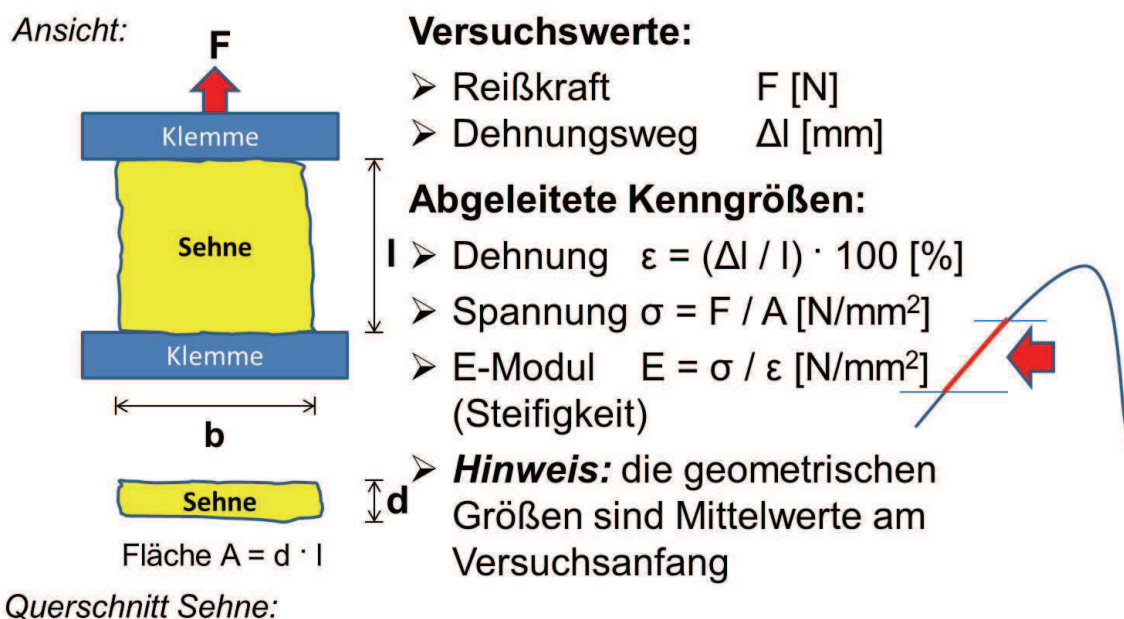 Ansicht:
F
Klemme
Sehne
l
Klemme
b
Sehne
d
Fläche A = d · l
Querschnitt Sehne:
Versuchswerte:
➢ Reißkraft F [N]
➢ Dehnungsweg Δl [mm]
Abgeleitete Kenngrößen:
➢ Dehnung ε = (Δl / l) · 100 [%]
➢ Spannung σ = F / A [N/mm²]
➢ E-Modul E = σ / ε [N/mm²]
(Steifigkeit)
➢ Hinweis: die geometrischen
Größen sind Mittelwerte am
Versuchsanfang